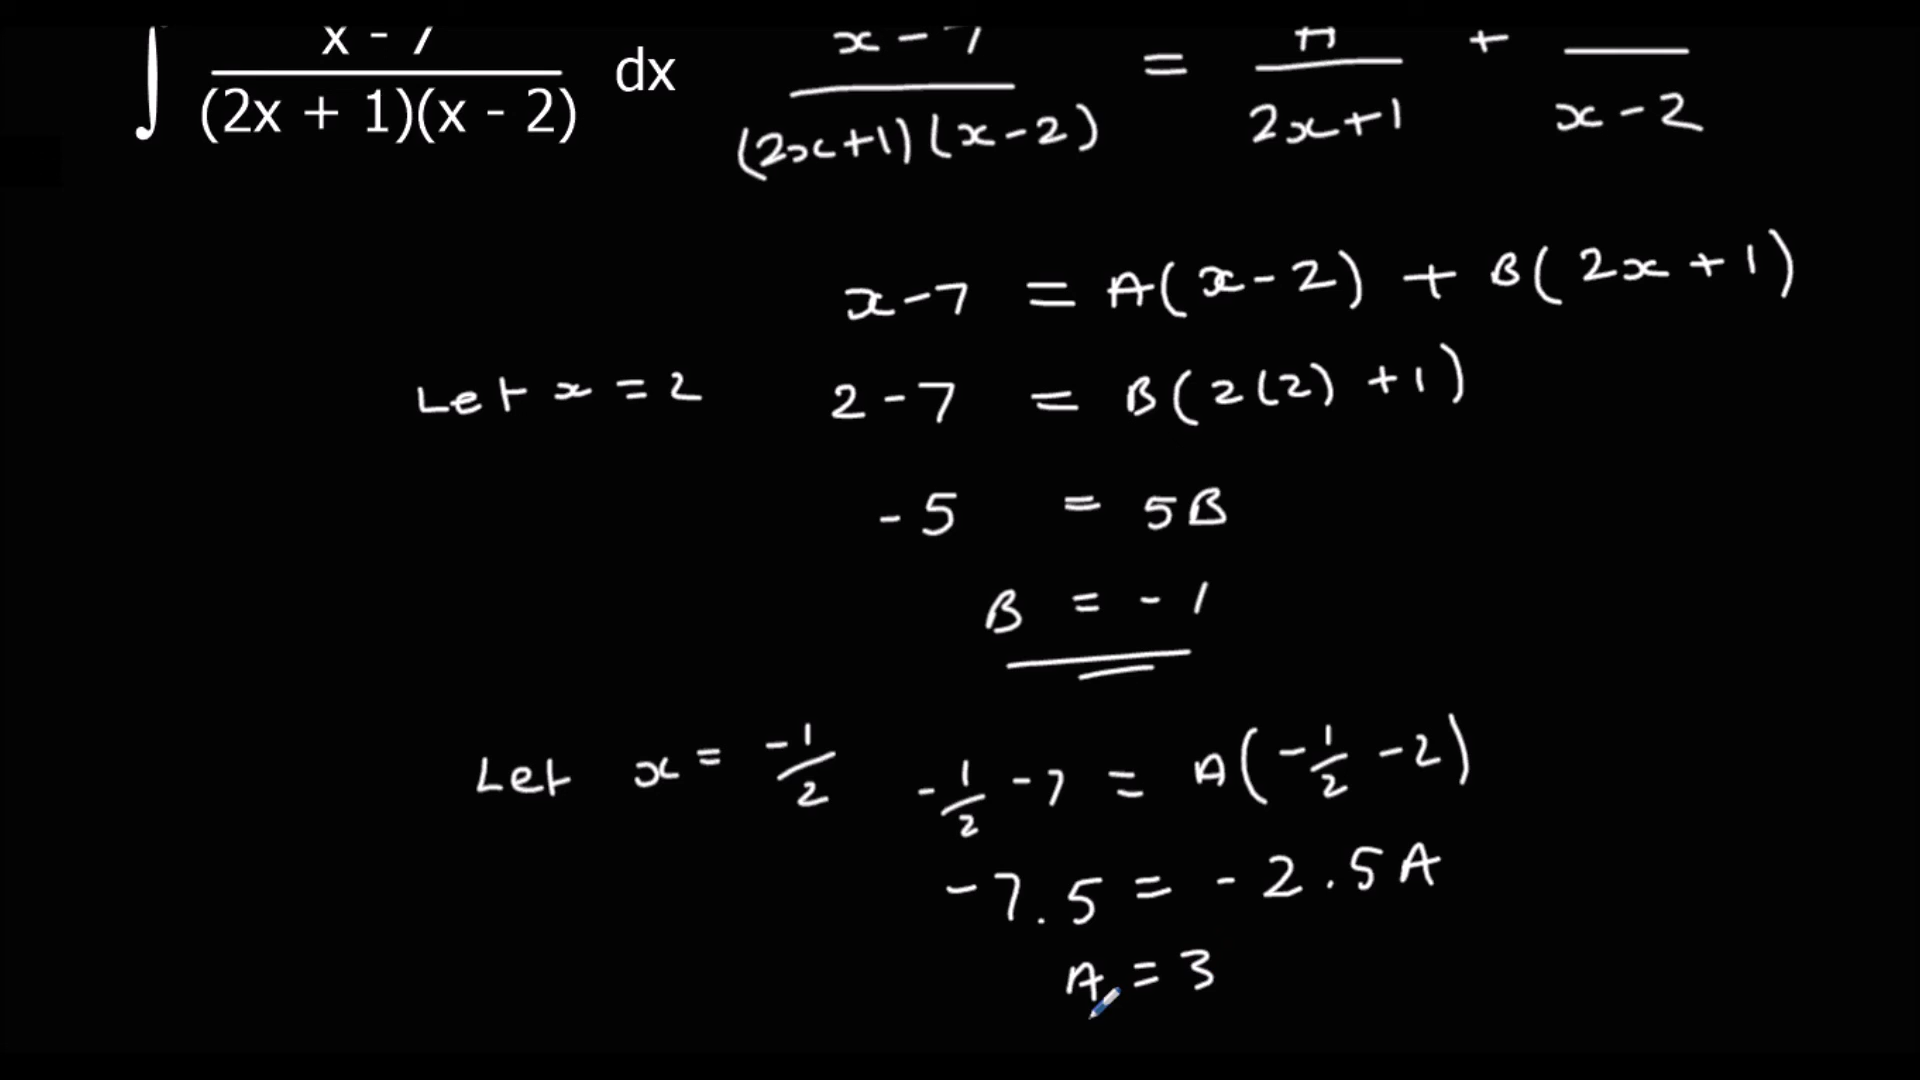 ∫ x - 7 / (2x + 1)(x - 2) dx
x - 7 / (2x+1)(x-2) = A / 2x+1 + / x-2
x-7 = A(x-2) + B(2x+1)
Let x = 2 2-7 = B(2(2)+1)
-5 = 5B
B = -1
Let x = -1/2 -1/2 -7 = A(-1/2 -2)
-7.5 = -2.5A
A = 3